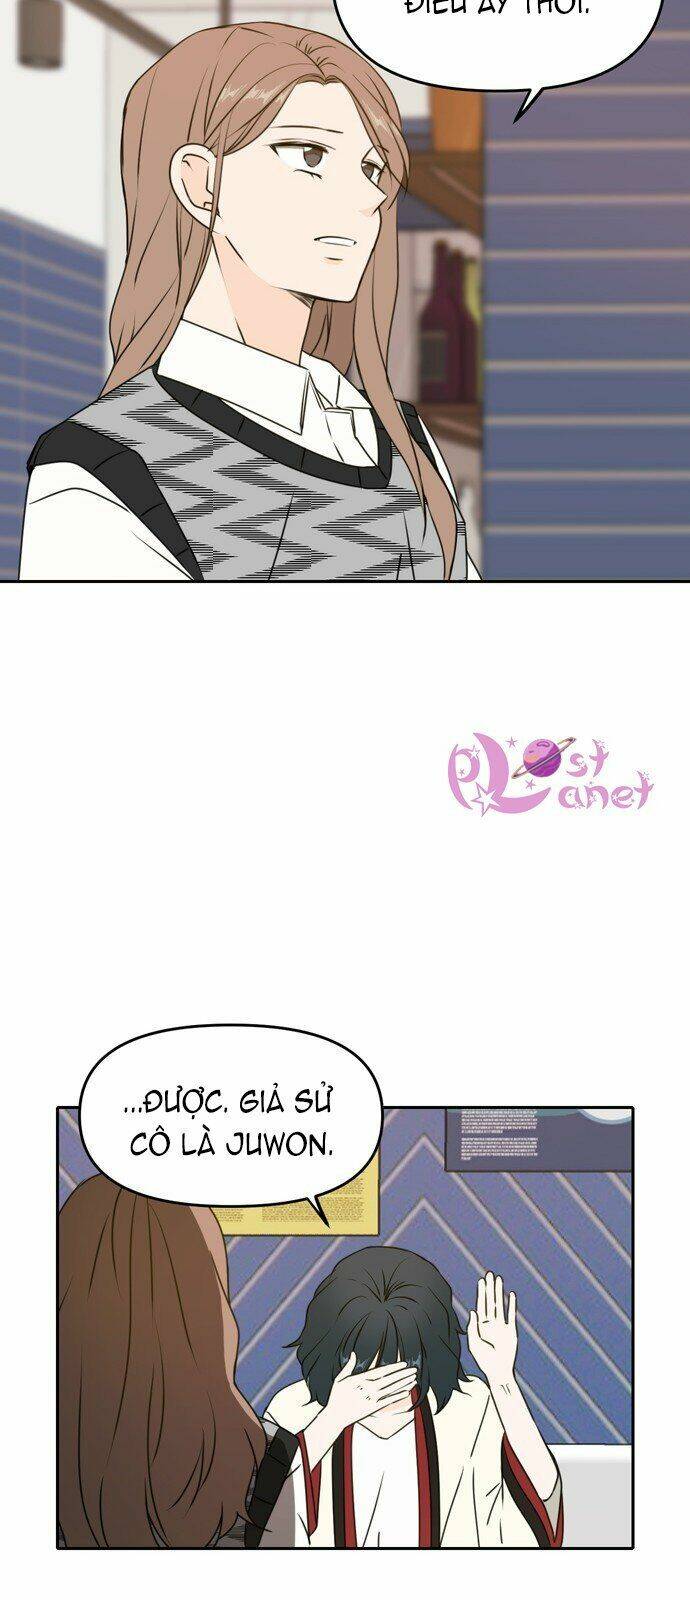 ĐIỀU ẤY THÔI.
Lost
Planet
...ĐƯỢC. GIẢ SỬ
CÔ LÀ JUWON.